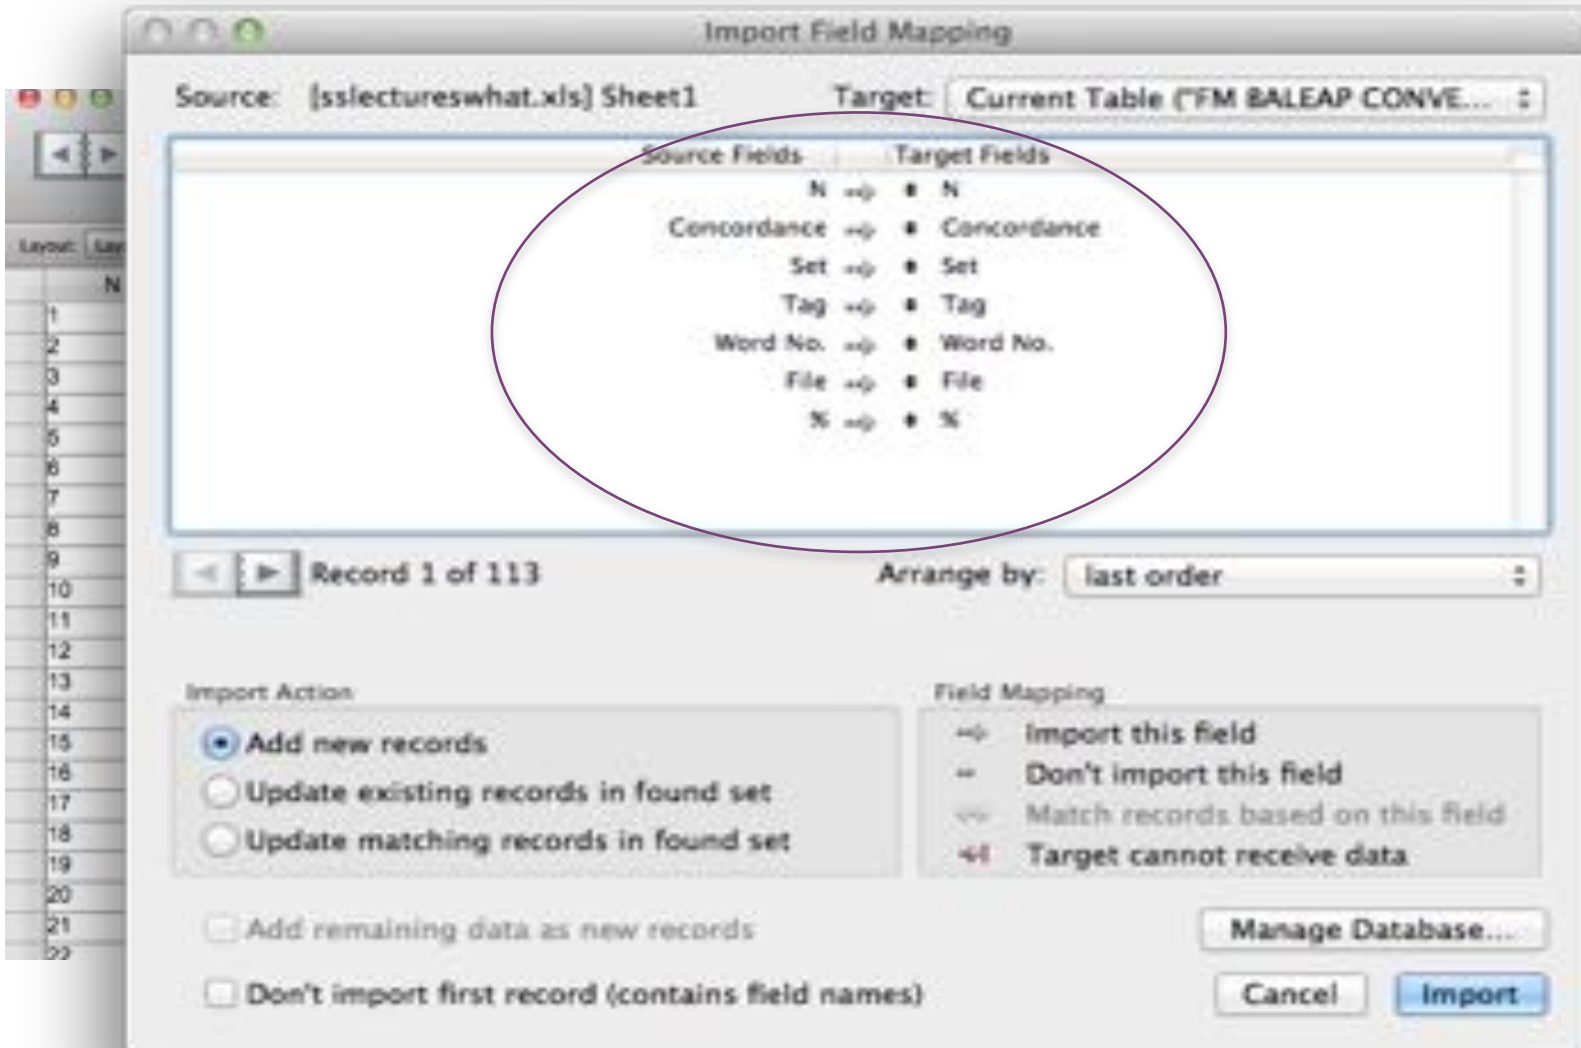 Import Field Mapping
Source: [sslectureswhat.xls] Sheet1 Target: Current Table ("FM BALEAP CONVE...
Source Fields Target Fields
N N
Concordance Concordance
Set Set
Tag Tag
Word No. Word No.
File File
% %
Record 1 of 113 Arrange by: last order
Import Action
Add new records
Update existing records in found set
Update matching records in found set
Field Mapping
Import this field
Don't import this field
Match records based on this field
Target cannot receive data
Add remaining data as new records
Don't import first record (contains field names)
Manage Database...
Cancel Import
Layout:
N
1
2
3
4
5
6
7
8
9
10
11
12
13
14
15
16
17
18
19
20
21
22